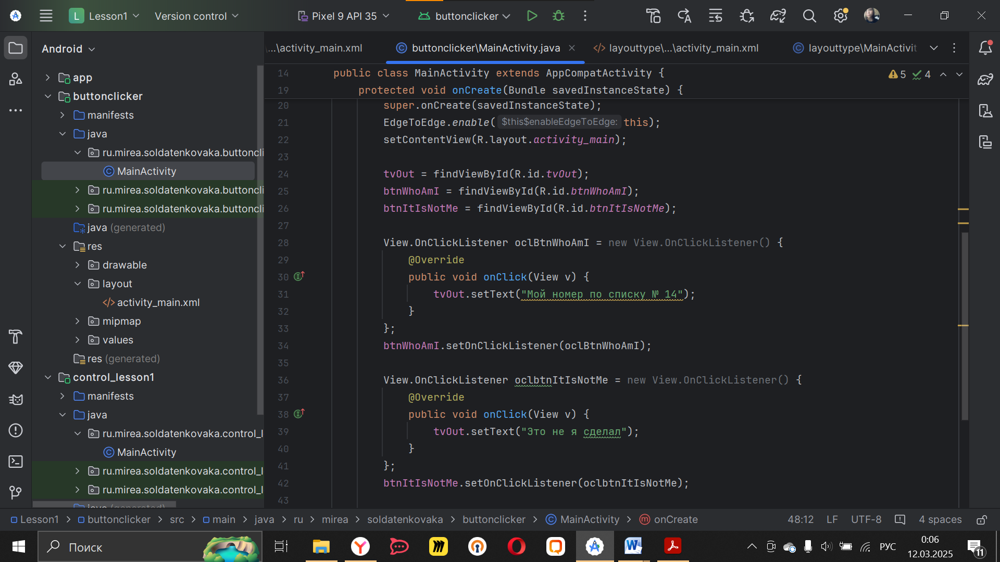 L Lesson1 Version control Pixel 9 API 35 buttonclicker
Android
...\activity_main.xml buttonclicker\MainActivity.java layouttype\...\activity_main.xml layouttype\MainActivit
app
buttonclicker
manifests
java
ru.mirea.soldatenkovaka.buttoncli
MainActivity
ru.mirea.soldatenkovaka.buttoncli
ru.mirea.soldatenkovaka.buttoncli
java (generated)
res
drawable
layout
activity_main.xml
mipmap
values
res (generated)
control_lesson1
manifests
java
ru.mirea.soldatenkovaka.control_l
MainActivity
ru.mirea.soldatenkovaka.control_l
ru.mirea.soldatenkovaka.control_l
java (generated)
5 4
14 public class MainActivity extends AppCompatActivity {
19 protected void onCreate(Bundle savedInstanceState) {
20 super.onCreate(savedInstanceState);
21 EdgeToEdge.enable( $this$enableEdgeToEdge: this);
22 setContentView(R.layout.activity_main);
23
24 tvOut = findViewById(R.id.tvOut);
25 btnWhoAmI = findViewById(R.id.btnWhoAmI);
26 btnItIsNotMe = findViewById(R.id.btnItIsNotMe);
27
28 View.OnClickListener oclBtnWhoAmI = new View.OnClickListener() {
29 @Override
30 public void onClick(View v) {
31 tvOut.setText("Мой номер по списку № 14");
32 }
33 };
34 btnWhoAmI.setOnClickListener(oclBtnWhoAmI);
35
36 View.OnClickListener oclbtnItIsNotMe = new View.OnClickListener() {
37 @Override
38 public void onClick(View v) {
39 tvOut.setText("Это не я сделал");
40 }
41 };
42 btnItIsNotMe.setOnClickListener(oclbtnItIsNotMe);
43
Lesson1 > buttonclicker > src > main > java > ru > mirea > soldatenkovaka > buttonclicker > MainActivity > onCreate 48:12 LF UTF-8 4 spaces
Поиск РУС 0:06
12.03.2025
11